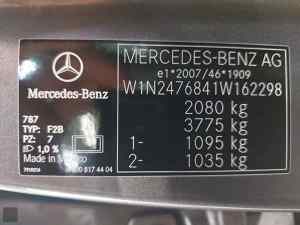 Mercedes-Benz
787
TYP: F2B
PZ: 7
1,0 %
Made in Mexico
MERCEDES-BENZ AG
e1*2007/46*1909
W1N2476841W162298
2080 kg
3775 kg
1- 1095 kg
2- 1035 kg